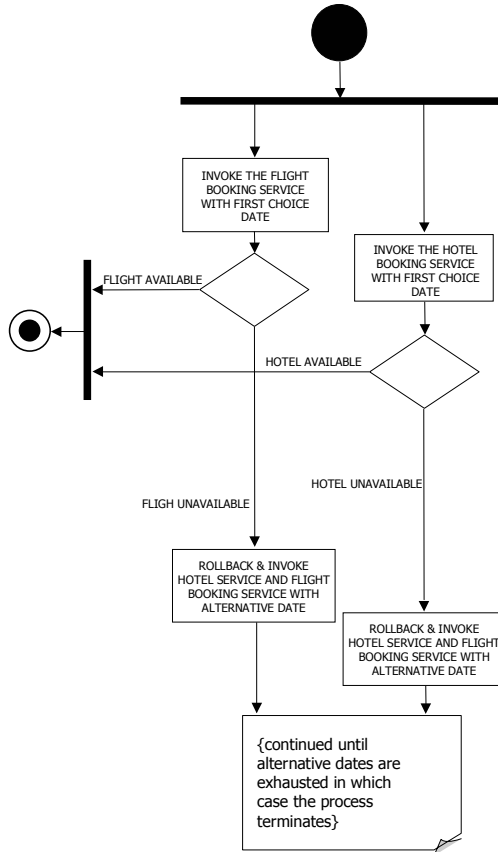 INVOKE THE FLIGHT
BOOKING SERVICE
WITH FIRST CHOICE
DATE
INVOKE THE HOTEL
BOOKING SERVICE
WITH FIRST CHOICE
DATE
FLIGHT AVAILABLE
HOTEL AVAILABLE
HOTEL UNAVAILABLE
FLIGH UNAVAILABLE
ROLLBACK & INVOKE
HOTEL SERVICE AND FLIGHT
BOOKING SERVICE WITH
ALTERNATIVE DATE
ROLLBACK & INVOKE
HOTEL SERVICE AND FLIGHT
BOOKING SERVICE WITH
ALTERNATIVE DATE
{continued until
alternative dates are
exhausted in which
case the process
terminates}